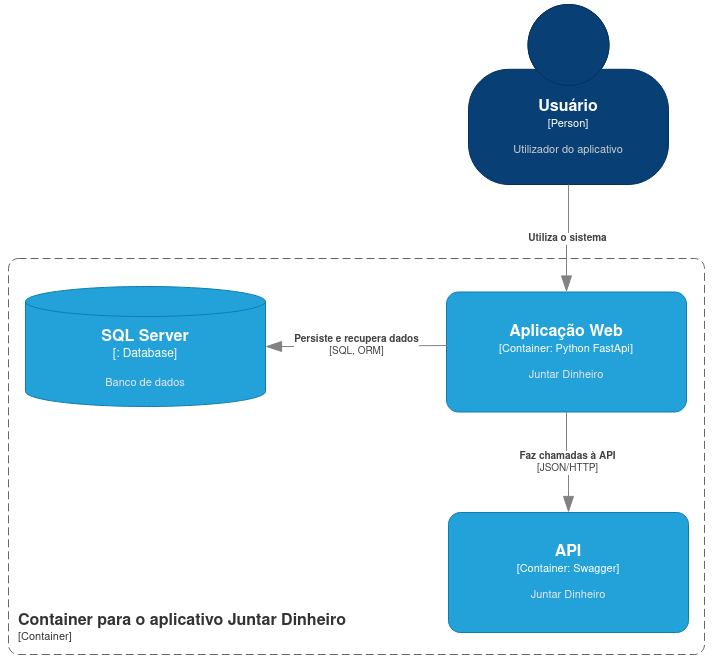 Usuário
[Person]
Utilizador do aplicativo
Utiliza o sistema
SQL Server
[: Database]
Banco de dados
Persiste e recupera dados
[SQL, ORM]
Aplicação Web
[Container: Python FastApi]
Juntar Dinheiro
Faz chamadas à API
[JSON/HTTP]
API
[Container: Swagger]
Juntar Dinheiro
Container para o aplicativo Juntar Dinheiro
[Container]